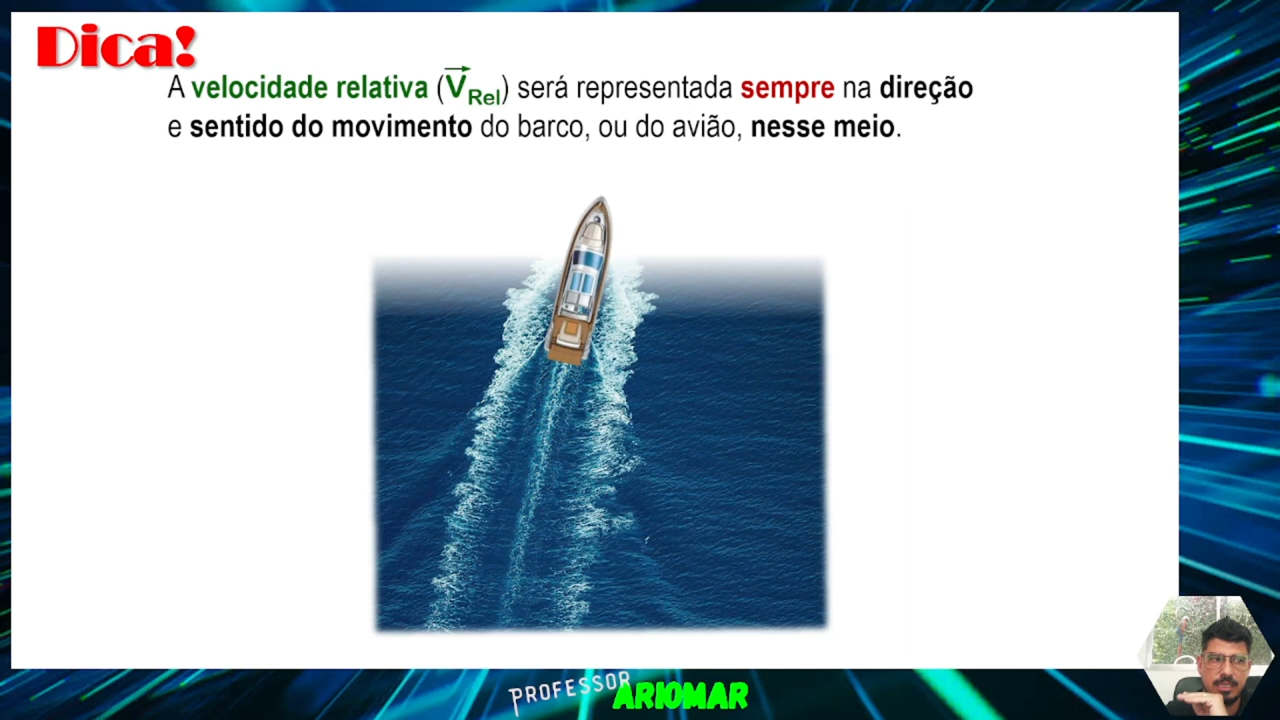 Dica!
A velocidade relativa (V⃗Rel) será representada sempre na direção
e sentido do movimento do barco, ou do avião, nesse meio.
PROFESSOR ARIOMAR